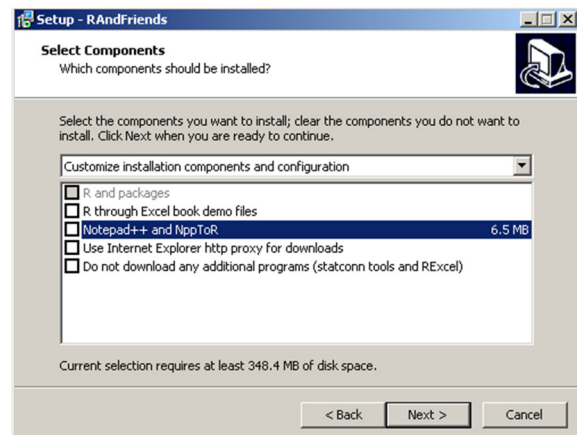 Setup - RAndFriends
Select Components
Which components should be installed?
Select the components you want to install; clear the components you do not want to
install. Click Next when you are ready to continue.
Customize installation components and configuration
R and packages
R through Excel book demo files
Notepad++ and NppToR 6.5 MB
Use Internet Explorer http proxy for downloads
Do not download any additional programs (statconn tools and RExcel)
Current selection requires at least 348.4 MB of disk space.
< Back Next > Cancel